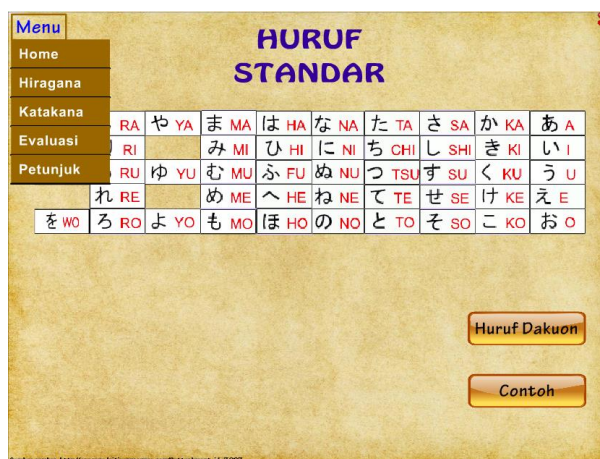 Menu
Home
Hiragana
Katakana
Evaluasi
Petunjuk
HURUF
STANDAR
RA や YA ま MA は HA な NA た TA さ SA か KA あ A
RI み MI ひ HI に NI ち CHI し SHI き KI い I
RU ゆ YU む MU ふ FU ぬ NU つ TSU す SU く KU う U
れ RE め ME へ HE ね NE て TE せ SE け KE え E
を WO ろ RO よ YO も MO ほ HO の NO と TO そ SO こ KO お O
Huruf Dakuon
Contoh